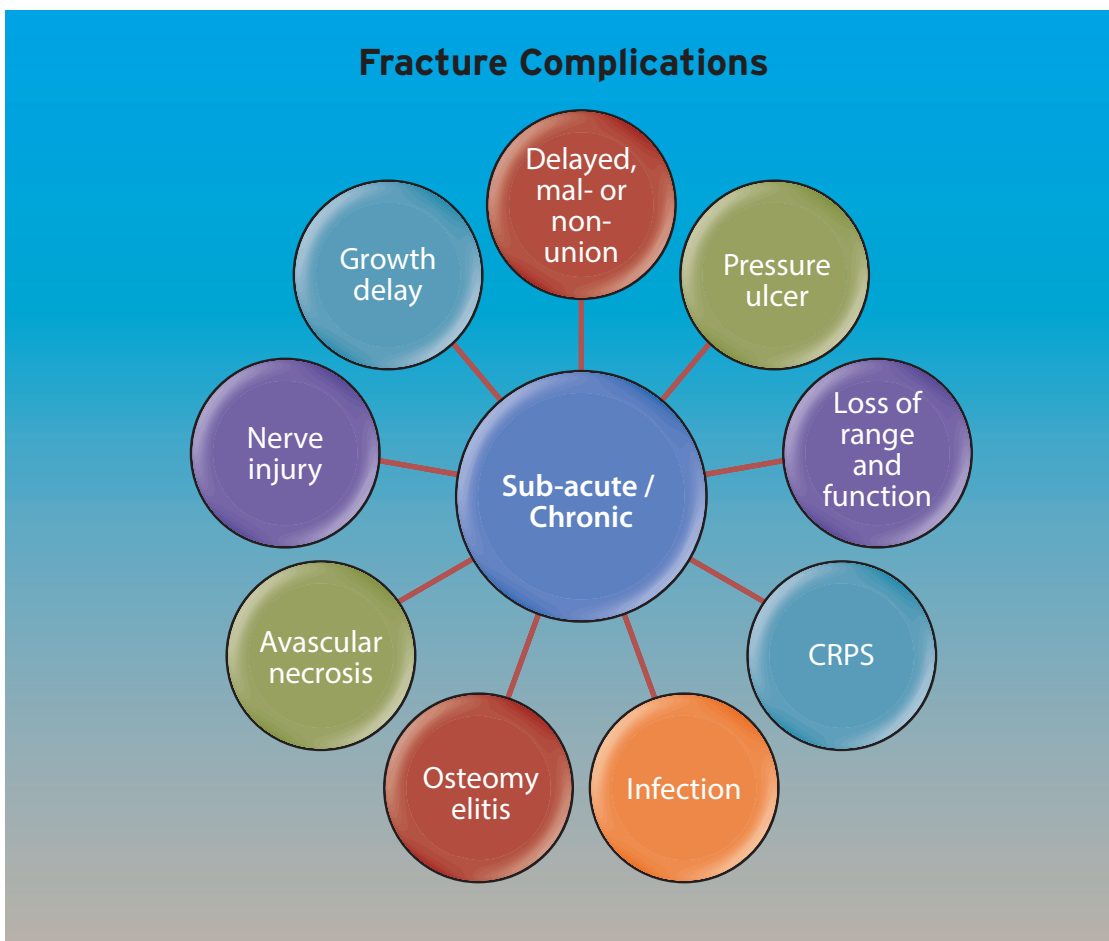 Fracture Complications
Delayed,
mal- or
non-
union
Pressure
ulcer
Loss of
range
and
function
CRPS
Infection
Osteomy
elitis
Avascular
necrosis
Nerve
injury
Growth
delay
Sub-acute /
Chronic